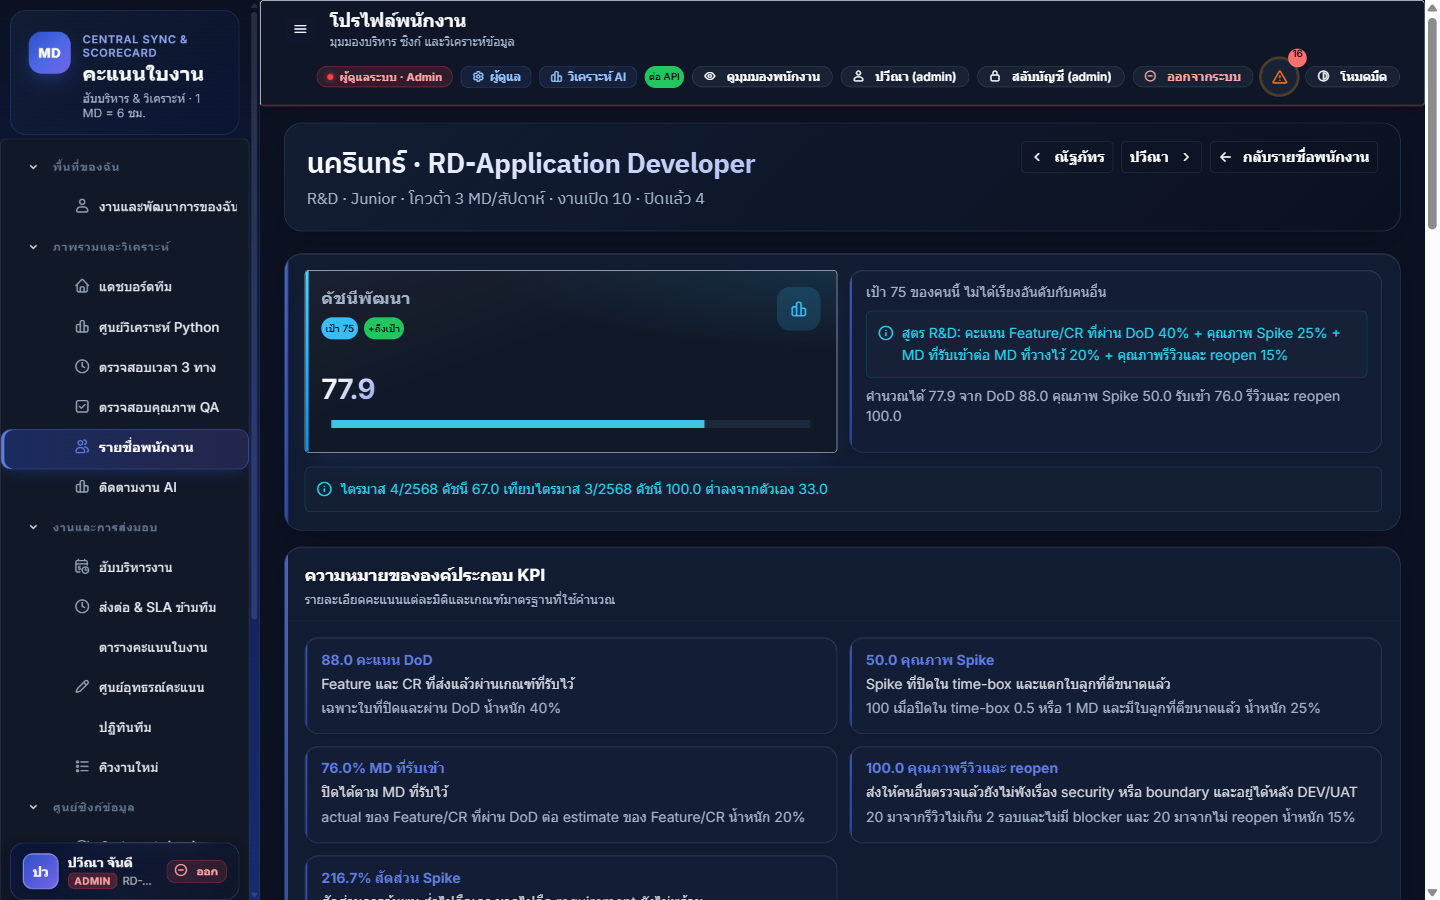 MD
CENTRAL SYNC &
SCORECARD
คะแนนใบงาน
ฮับบริหาร & วิเคราะห์ · 1
MD = 6 ชม.
พื้นที่ของฉัน
งานและพัฒนาการของฉัน
ภาพรวมและวิเคราะห์
แดชบอร์ดทีม
ศูนย์วิเคราะห์ Python
ตรวจสอบเวลา 3 ทาง
ตรวจสอบคุณภาพ QA
รายชื่อพนักงาน
ติดตามงาน AI
งานและการส่งมอบ
ฮับบริหารงาน
ส่งต่อ & SLA ข้ามทีม
ตารางคะแนนใบงาน
ศูนย์อุทธรณ์คะแนน
ปฏิทินทีม
คิวงานใหม่
ศูนย์ซิงก์ข้อมูล
ปว
ปวีณา จันดี
ADMIN RD-...
ออก
โปรไฟล์พนักงาน
มุมมองบริหาร ซิงก์ และวิเคราะห์ข้อมูล
ผู้ดูแลระบบ · Admin
ผู้ดูแล
วิเคราะห์ AI
ต่อ API
ดูมุมมองพนักงาน
ปวีณา (admin)
สลับบัญชี (admin)
ออกจากระบบ
16
โหมดมืด
นครินทร์ · RD-Application Developer
R&D · Junior · โควต้า 3 MD/สัปดาห์ · งานเปิด 10 · ปิดแล้ว 4
ณัฐภัทร
ปวีณา
กลับรายชื่อพนักงาน
ดัชนีพัฒนา
เป้า 75
+ถึงเป้า
77.9
เป้า 75 ของคนนี้ ไม่ได้เรียงอันดับกับคนอื่น
สูตร R&D: คะแนน Feature/CR ที่ผ่าน DoD 40% + คุณภาพ Spike 25% +
MD ที่รับเข้าต่อ MD ที่วางไว้ 20% + คุณภาพรีวิวและ reopen 15%
คำนวณได้ 77.9 จาก DoD 88.0 คุณภาพ Spike 50.0 รับเข้า 76.0 รีวิวและ reopen
100.0
ไตรมาส 4/2568 ดัชนี 67.0 เทียบไตรมาส 3/2568 ดัชนี 100.0 ต่ำลงจากตัวเอง 33.0
ความหมายขององค์ประกอบ KPI
รายละเอียดคะแนนแต่ละมิติและเกณฑ์มาตรฐานที่ใช้คำนวณ
88.0 คะแนน DoD
Feature และ CR ที่ส่งแล้วผ่านเกณฑ์ที่รับไว้
เฉพาะใบที่ปิดและผ่าน DoD น้ำหนัก 40%
50.0 คุณภาพ Spike
Spike ที่ปิดใน time-box และแตกใบลูกที่ตีขนาดแล้ว
100 เมื่อปิดใน time-box 0.5 หรือ 1 MD และมีใบลูกที่ตีขนาดแล้ว น้ำหนัก 25%
76.0% MD ที่รับเข้า
ปิดได้ตาม MD ที่รับไว้
actual ของ Feature/CR ที่ผ่าน DoD ต่อ estimate ของ Feature/CR น้ำหนัก 20%
100.0 คุณภาพรีวิวและ reopen
ส่งให้คนอื่นตรวจแล้วยังไม่พังเรื่อง security หรือ boundary และอยู่ได้หลัง DEV/UAT
20 มาจากรีวิวไม่เกิน 2 รอบและไม่มี blocker และ 20 มาจากไม่ reopen น้ำหนัก 15%
216.7% สัดส่วน Spike